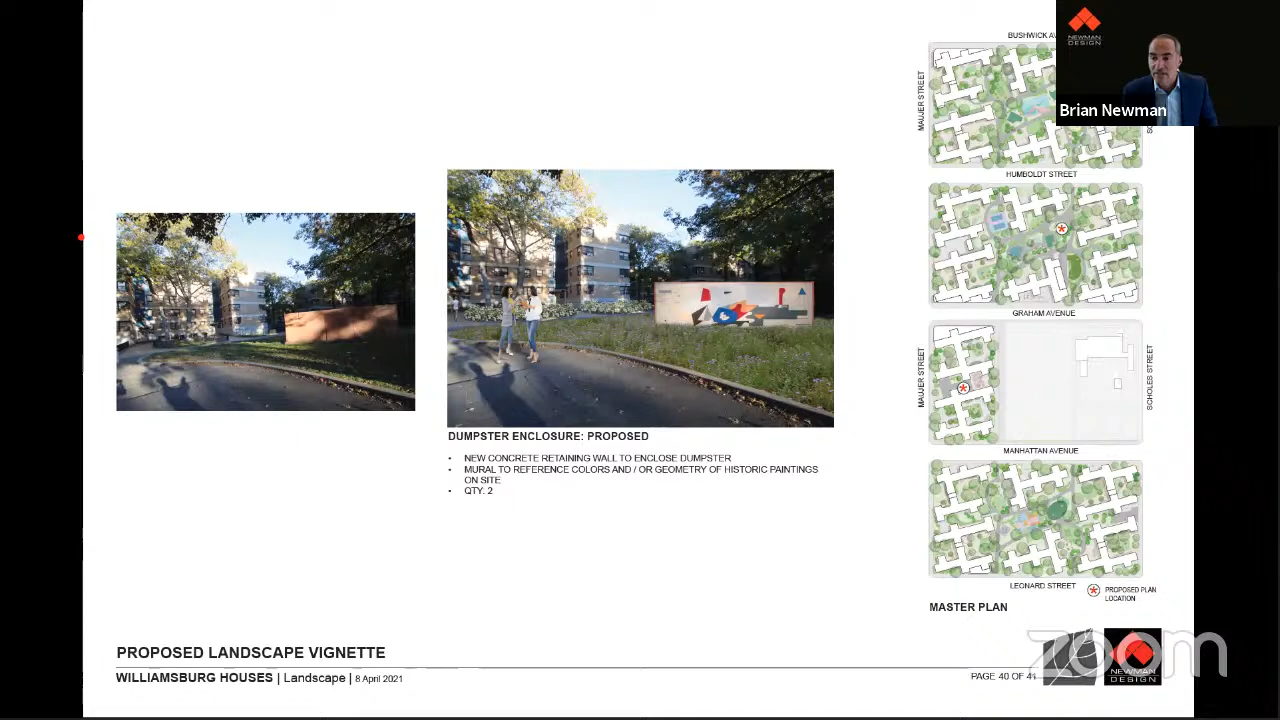 BUSHWICK AV
NEWMAN
DESIGN
Brian Newman
MAUJER STREET
HUMBOLDT STREET
GRAHAM AVENUE
MAUJER STREET
SCHOLES STREET
MANHATTAN AVENUE
LEONARD STREET
PROPOSED PLAN
LOCATION
MASTER PLAN
DUMPSTER ENCLOSURE: PROPOSED
• NEW CONCRETE RETAINING WALL TO ENCLOSE DUMPSTER
• MURAL TO REFERENCE COLORS AND / OR GEOMETRY OF HISTORIC PAINTINGS
ON SITE
• QTY: 2
PROPOSED LANDSCAPE VIGNETTE
WILLIAMSBURG HOUSES | Landscape | 8 April 2021
PAGE 40 OF 41
zoom
NEWMAN
DESIGN